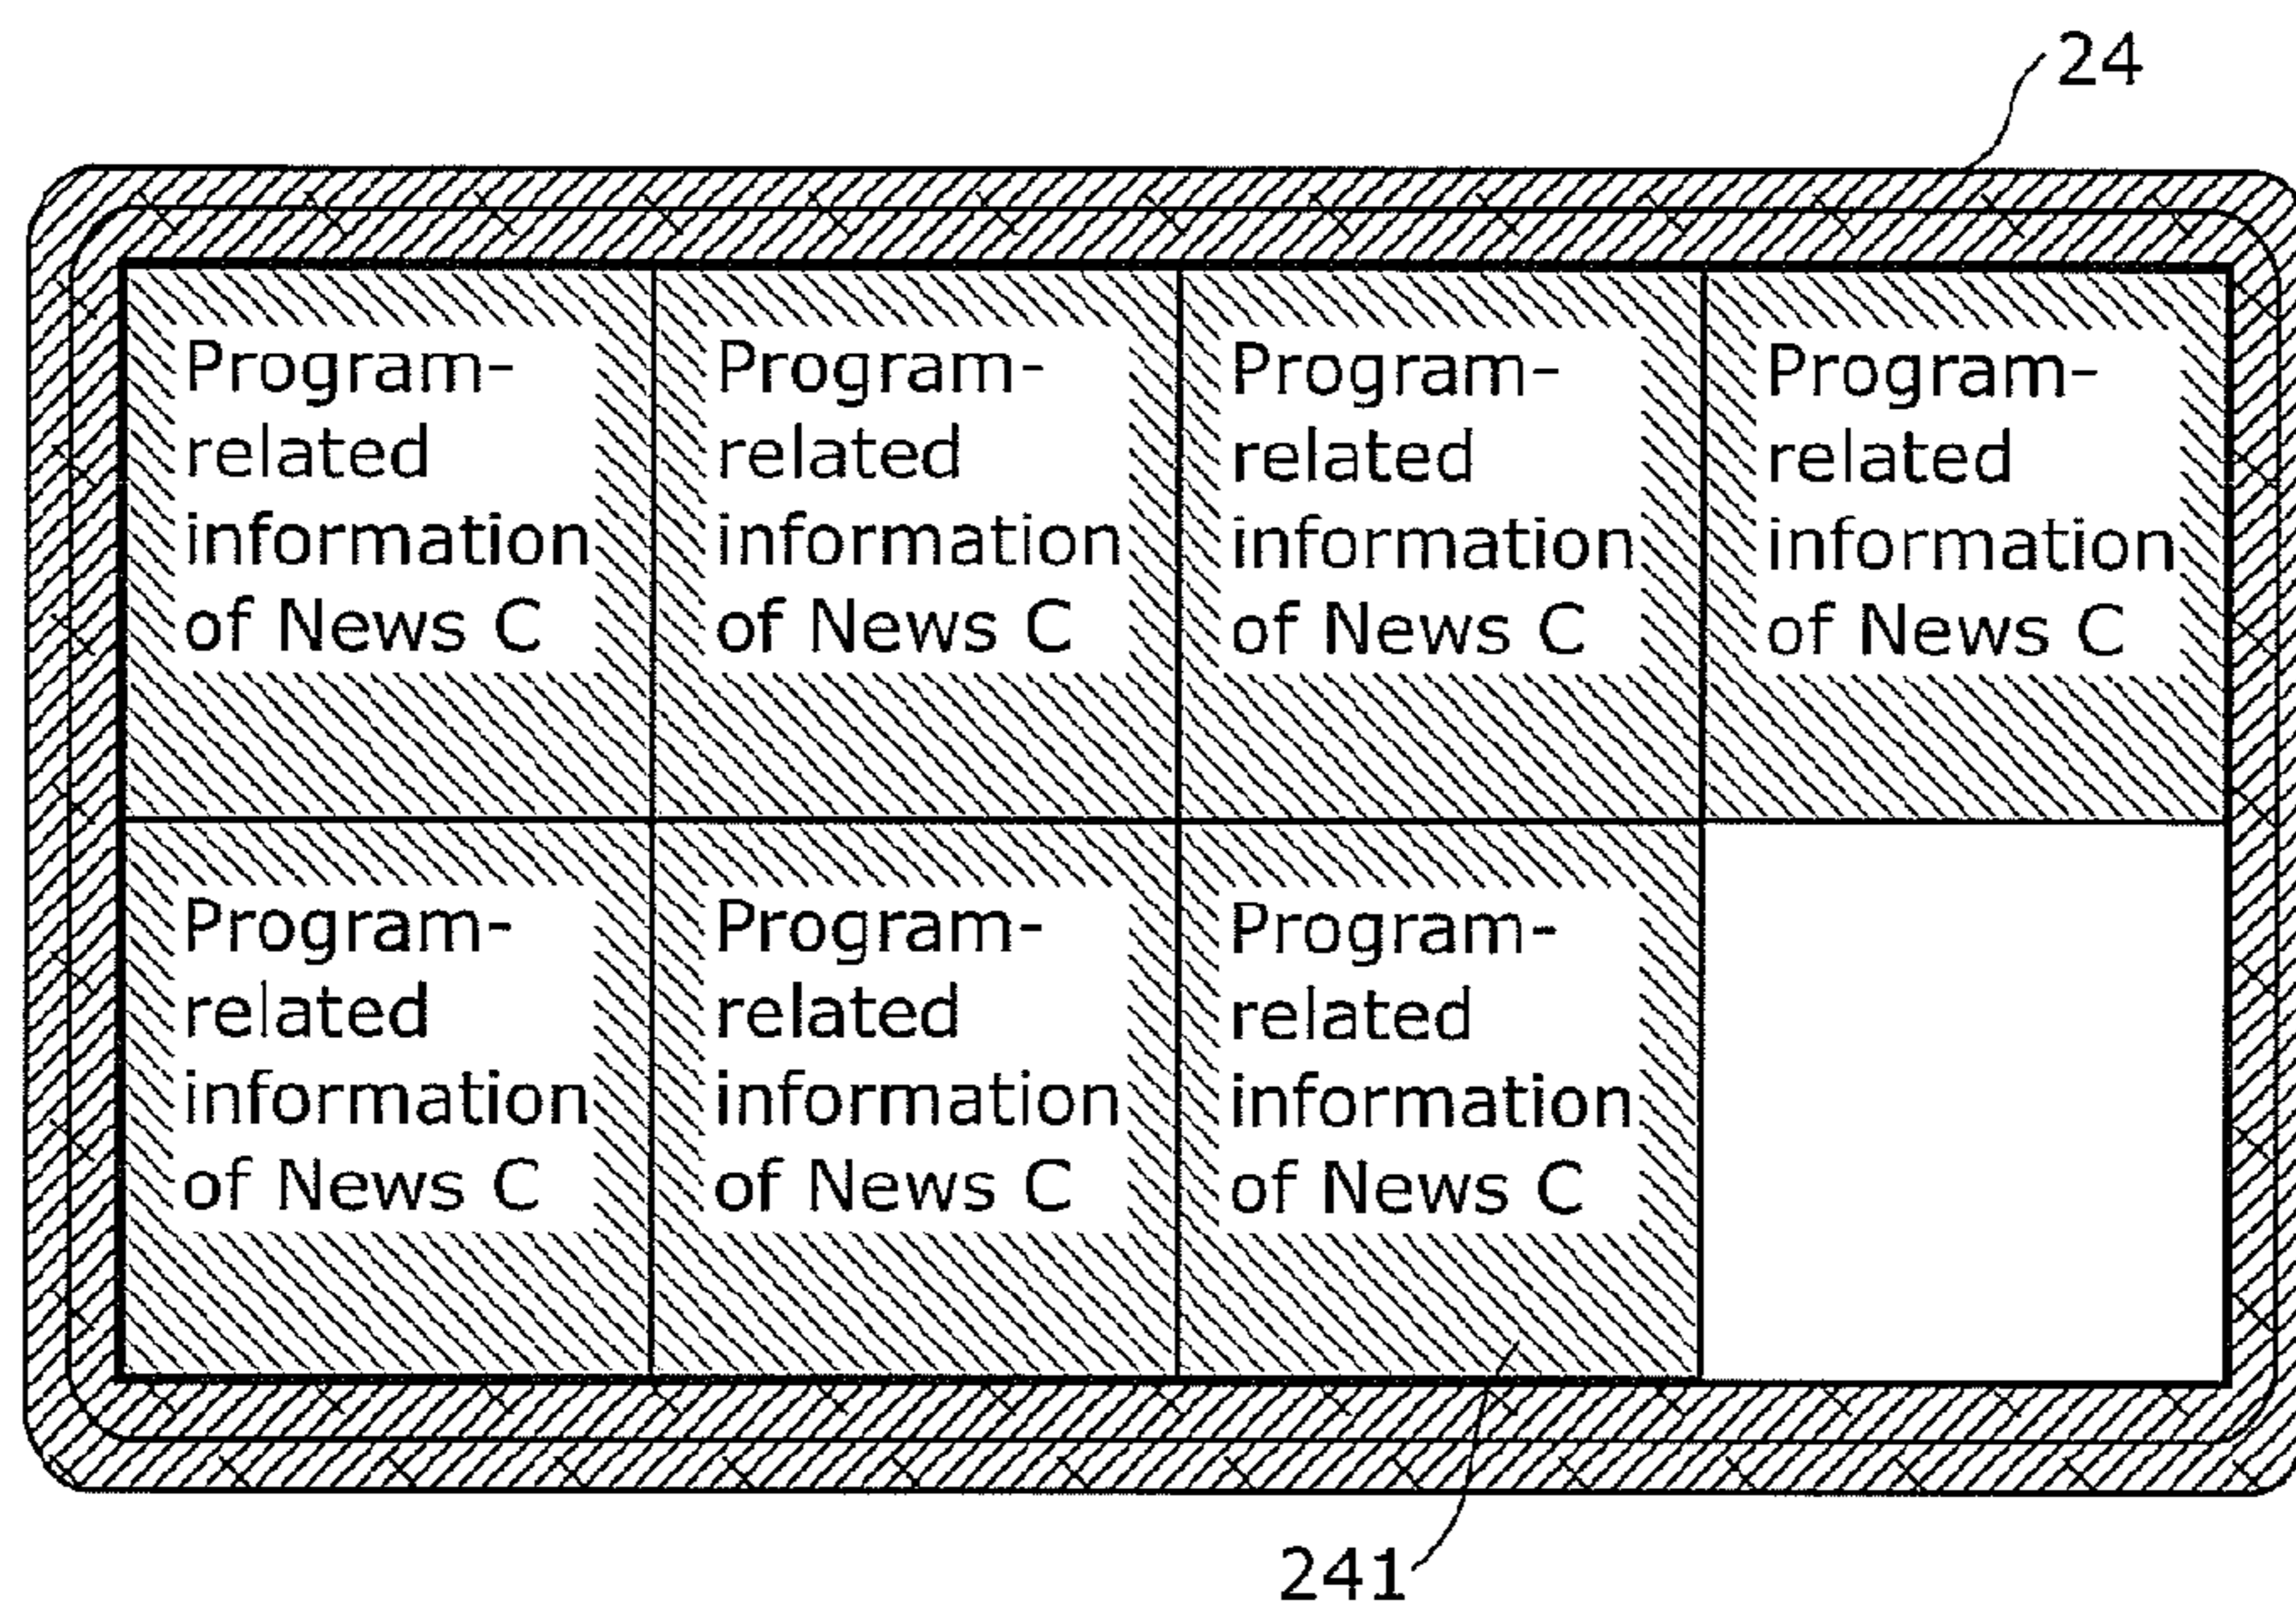 24
Program-
related
information
of News C
Program-
related
information
of News C
Program-
related
information
of News C
Program-
related
information
of News C
Program-
related
information
of News C
Program-
related
information
of News C
Program-
related
information
of News C
241